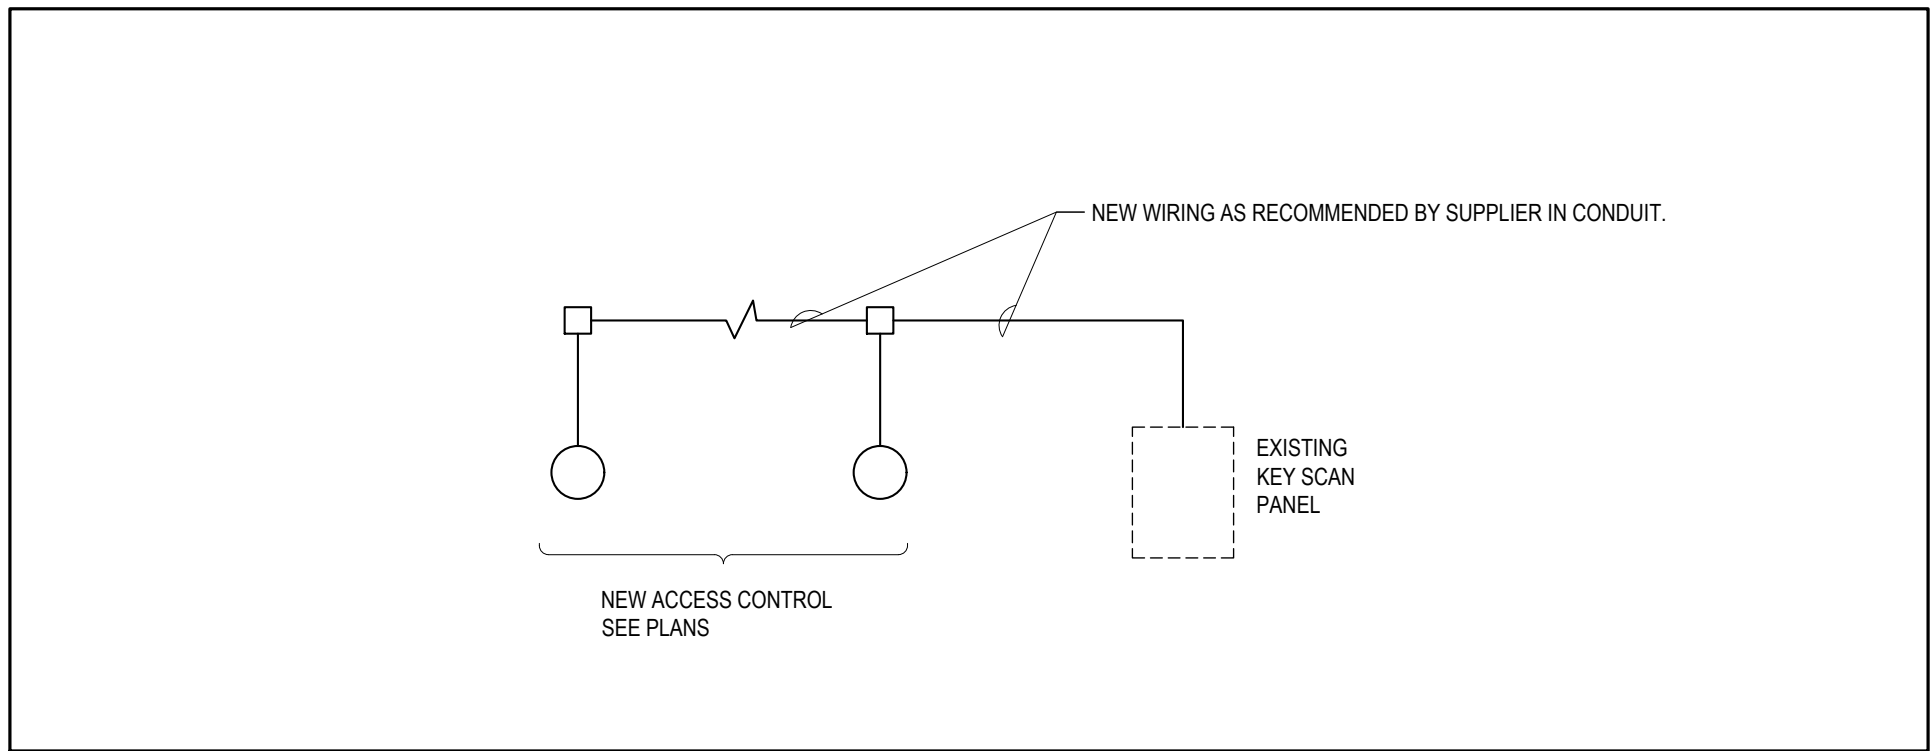 NEW WIRING AS RECOMMENDED BY SUPPLIER IN CONDUIT.
EXISTING
KEY SCAN
PANEL
NEW ACCESS CONTROL
SEE PLANS